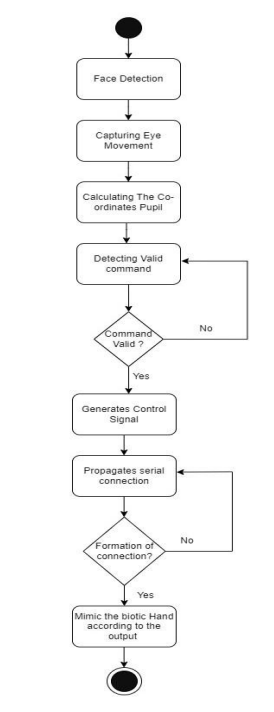 Face Detection
Capturing Eye
Movement
Calculating The Co-
ordinates Pupil
Detecting Valid
command
No
Command
Valid ?
Yes
Generates Control
Signal
Propagates serial
connection
No
Formation of
connection?
Yes
Mimic the biotic Hand
according to the
output